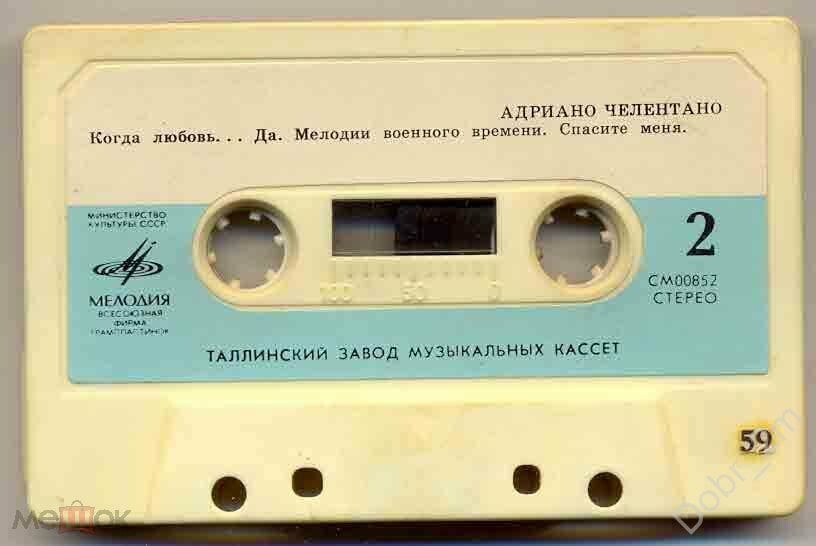 АДРИАНО ЧЕЛЕНТАНО
Когда любовь... Да. Мелодии военного времени. Спасите меня.
МИНИСТЕРСТВО
КУЛЬТУРЫ СССР
МЕЛОДИЯ
ВСЕСОЮЗНАЯ
ФИРМА
ГРАМПЛАСТИНОК
2
СМ00852
СТЕРЕО
100 50 0
ТАЛЛИНСКИЙ ЗАВОД МУЗЫКАЛЬНЫХ КАССЕТ
59
мешок